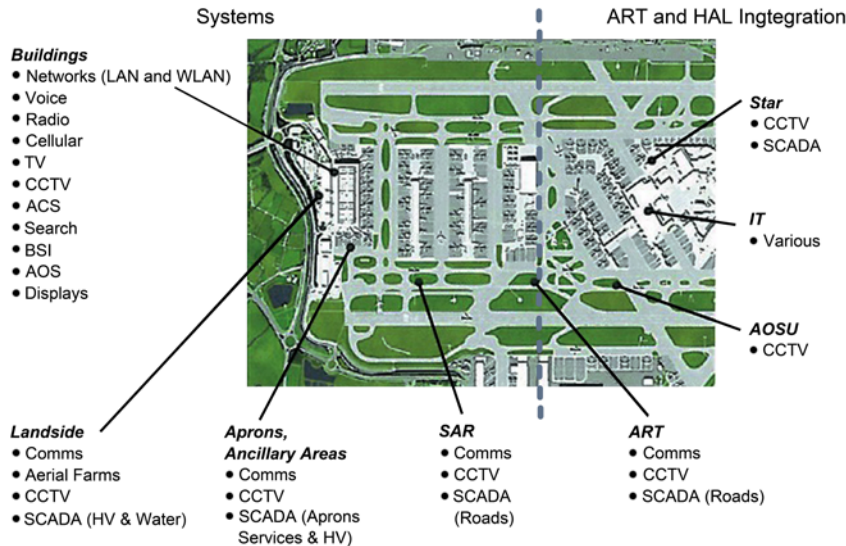 Systems
ART and HAL Ingtegration
Buildings
• Networks (LAN and WLAN)
• Voice
• Radio
• Cellular
• TV
• CCTV
• ACS
• Search
• BSI
• AOS
• Displays
Star
• CCTV
• SCADA
IT
• Various
AOSU
• CCTV
Landside
• Comms
• Aerial Farms
• CCTV
• SCADA (HV & Water)
Aprons,
Ancillary Areas
• Comms
• CCTV
• SCADA (Aprons
Services & HV)
SAR
• Comms
• CCTV
• SCADA
(Roads)
ART
• Comms
• CCTV
• SCADA (Roads)